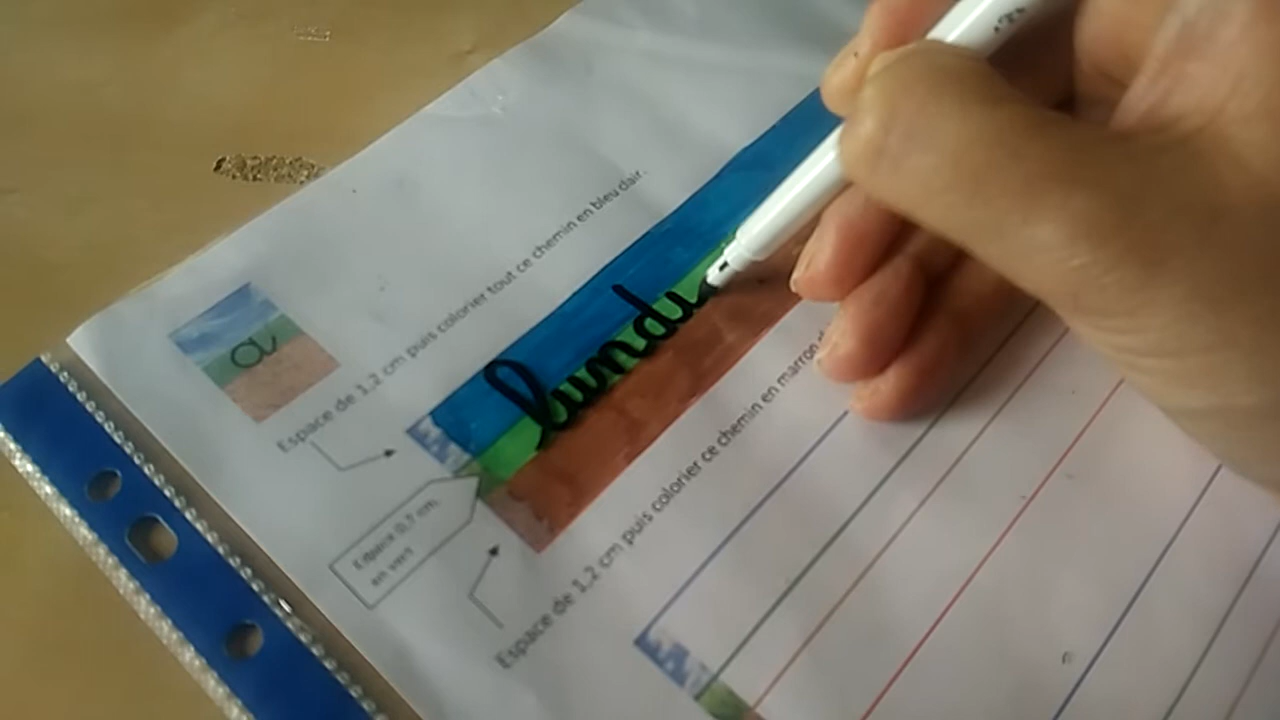 a
Espace de 1,2 cm puis colorier tout ce chemin en bleu clair.
lundi
Espace 0,7 cm
en vert
Espace de 1,2 cm puis colorier ce chemin en marron